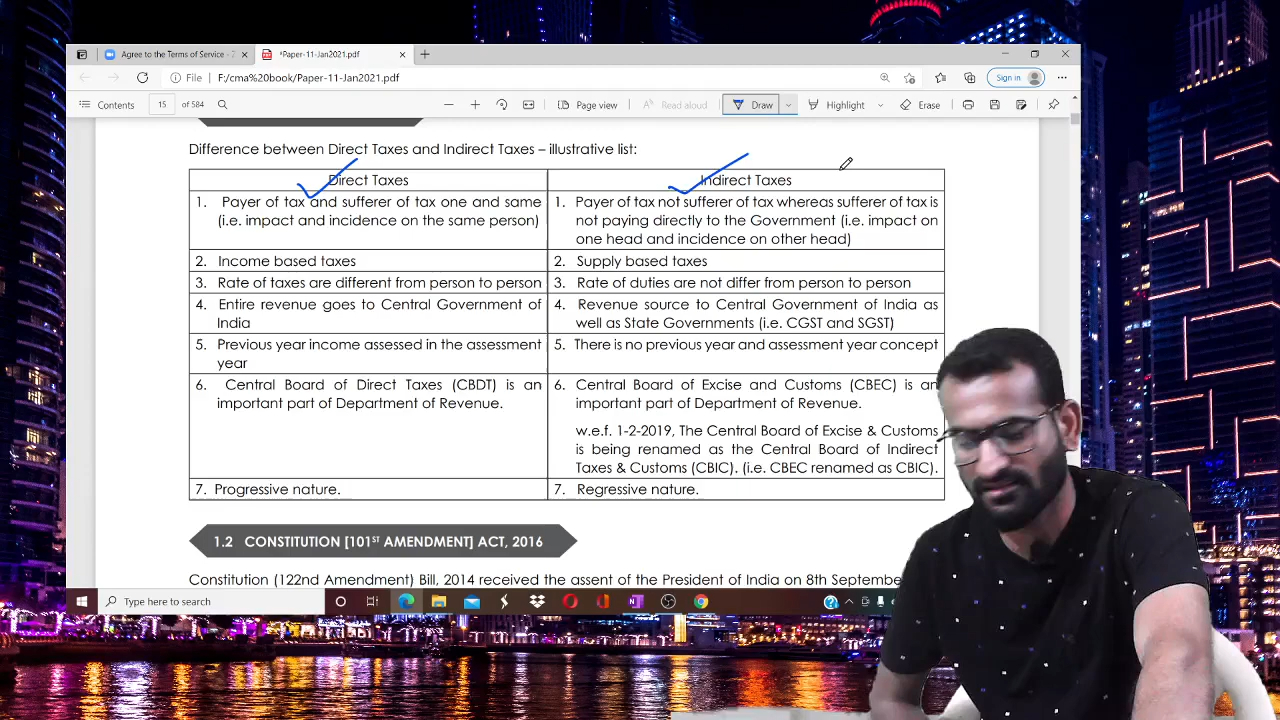 Agree to the Terms of Service - Z
*Paper-11-Jan2021.pdf
File
F:/cma%20book/Paper-11-Jan2021.pdf
Sign in
Contents
15
of 584
Page view
Read aloud
Draw
Highlight
Erase
Difference between Direct Taxes and Indirect Taxes – illustrative list:
Direct Taxes
Indirect Taxes
1. Payer of tax and sufferer of tax one and same
(i.e. impact and incidence on the same person)
1. Payer of tax not sufferer of tax whereas sufferer of tax is
not paying directly to the Government (i.e. impact on
one head and incidence on other head)
2. Income based taxes
2. Supply based taxes
3. Rate of taxes are different from person to person
3. Rate of duties are not differ from person to person
4. Entire revenue goes to Central Government of
India
4. Revenue source to Central Government of India as
well as State Governments (i.e. CGST and SGST)
5. Previous year income assessed in the assessment
year
5. There is no previous year and assessment year concept
6. Central Board of Direct Taxes (CBDT) is an
important part of Department of Revenue.
6. Central Board of Excise and Customs (CBEC) is an
important part of Department of Revenue.
w.e.f. 1-2-2019, The Central Board of Excise & Customs
is being renamed as the Central Board of Indirect
Taxes & Customs (CBIC). (i.e. CBEC renamed as CBIC).
7. Progressive nature.
7. Regressive nature.
1.2 CONSTITUTION [101ST AMENDMENT] ACT, 2016
Constitution (122nd Amendment) Bill, 2014 received the assent of the President of India on 8th September
Type here to search